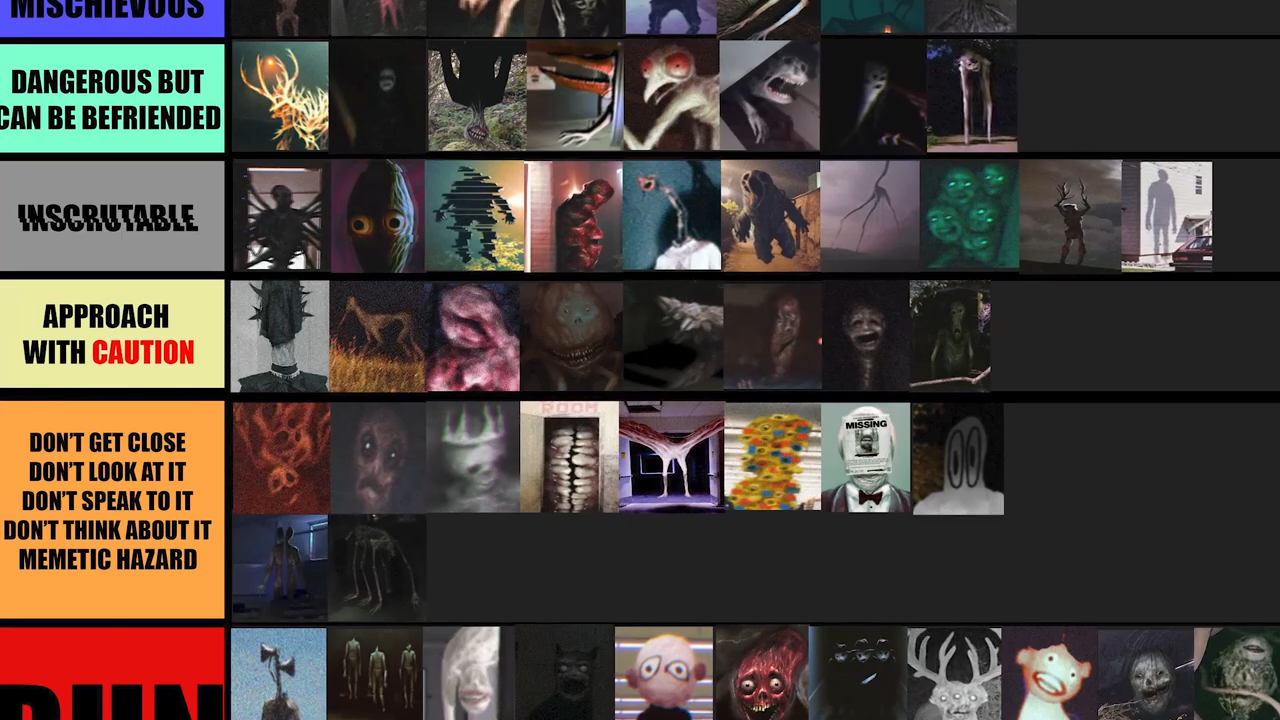 MISCHIEVOUS
DANGEROUS BUT
CAN BE BEFRIENDED
INSCRUTABLE
APPROACH
WITH CAUTION
ROOM
MISSING
DON'T GET CLOSE
DON'T LOOK AT IT
DON'T SPEAK TO IT
DON'T THINK ABOUT IT
MEMETIC HAZARD
RUN